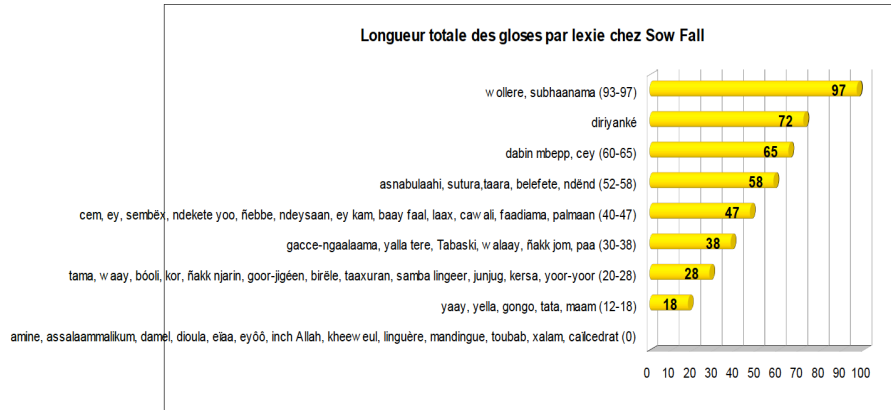 Longueur totale des gloses par lexie chez Sow Fall
wollere, subhaanama (93-97)
97
diriyanké
72
dabin mbepp, cey (60-65)
65
asnabulaahi, sutura,taara, belefete, ndënd (52-58)
58
cem, ey, sembëx, ndekete yoo, ñebbe, ndeysaan, ey kam, baay faal, laax, caw ali, faadiama, palmaan (40-47)
47
gacce-ngaalaama, yalla tere, Tabaski, walaay, ñakk jom, paa (30-38)
38
tama, waay, bóoli, kor, ñakk njarin, goor-jigéen, birële, taaxuran, samba lingeer, junjug, kersa, yoor-yoor (20-28)
28
yaay, yella, gongo, tata, maam (12-18)
18
amine, assalaammalikum, damel, dioula, eïaa, eyôô, inch Allah, kheeweul, linguère, mandingue, toubab, xalam, caïlcedrat (0)
0 10 20 30 40 50 60 70 80 90 100